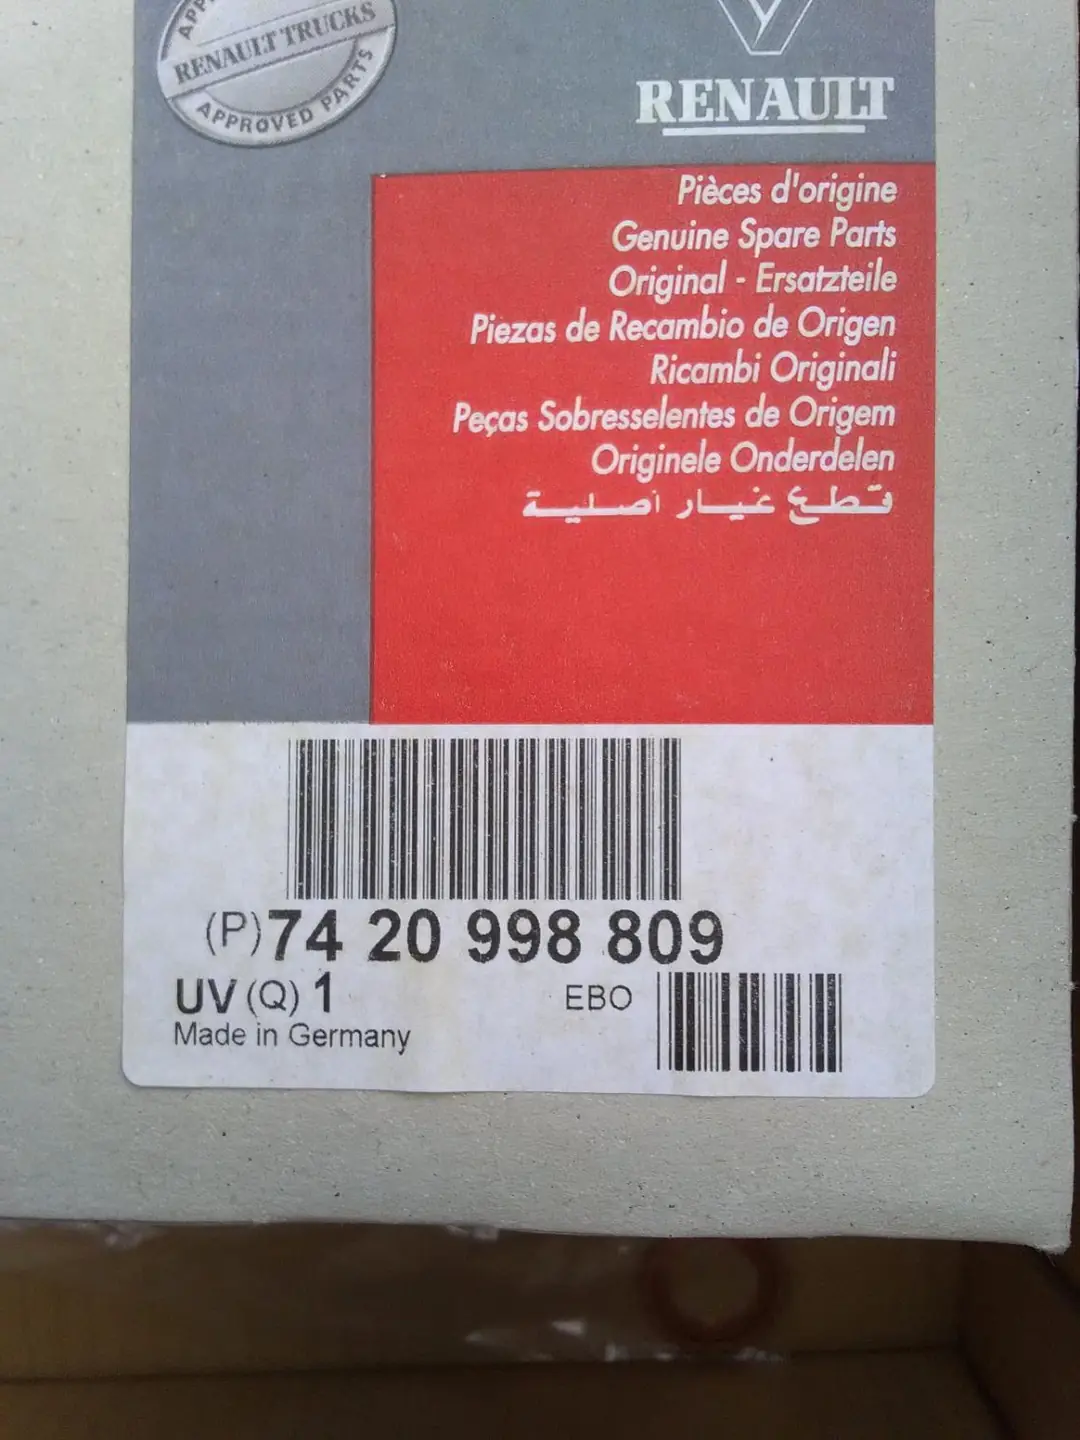 APP
RENAULT TRUCKS
APPROVED PARTS
RENAULT
Pièces d'origine
Genuine Spare Parts
Original - Ersatzteile
Piezas de Recambio de Origen
Ricambi Originali
Peças Sobresselentes de Origem
Originele Onderdelen
قطع غيار أصلية
(P)74 20 998 809
UV (Q) 1
EBO
Made in Germany